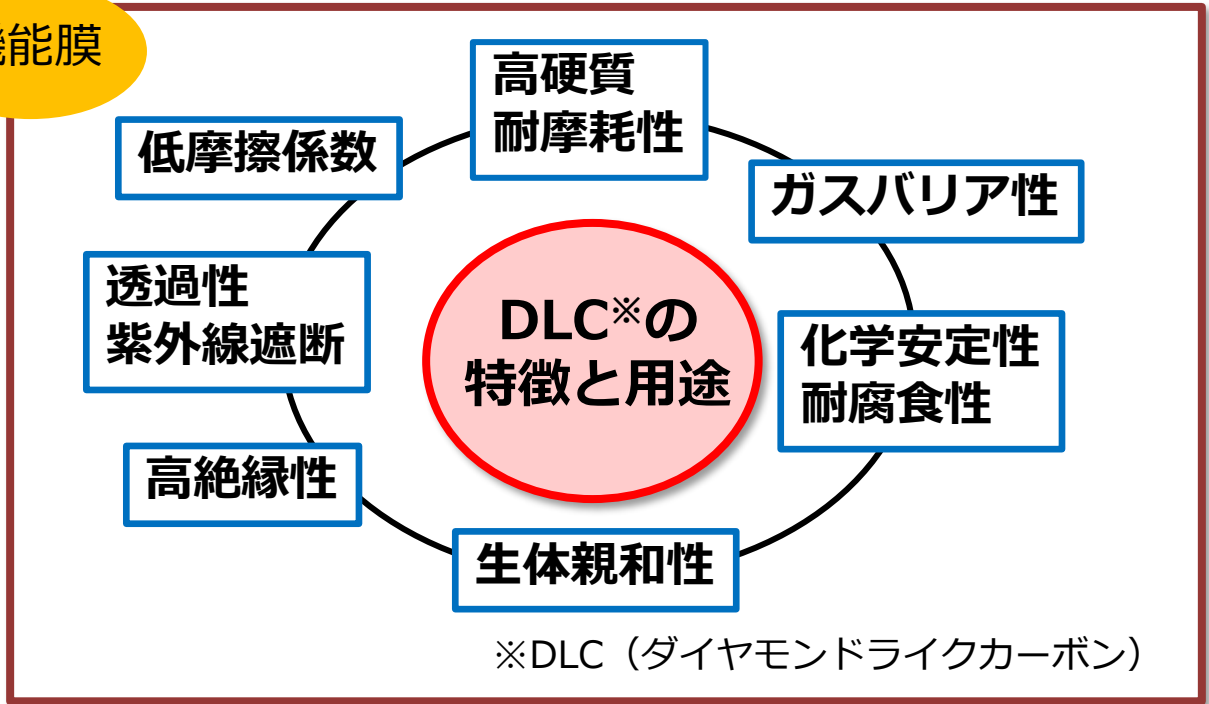 能膜
高硬質
耐摩耗性
低摩擦係数
ガスバリア性
透過性
紫外線遮断
DLC※の
特徴と用途
化学安定性
耐腐食性
高絶縁性
生体親和性
※DLC（ダイヤモンドライクカーボン）